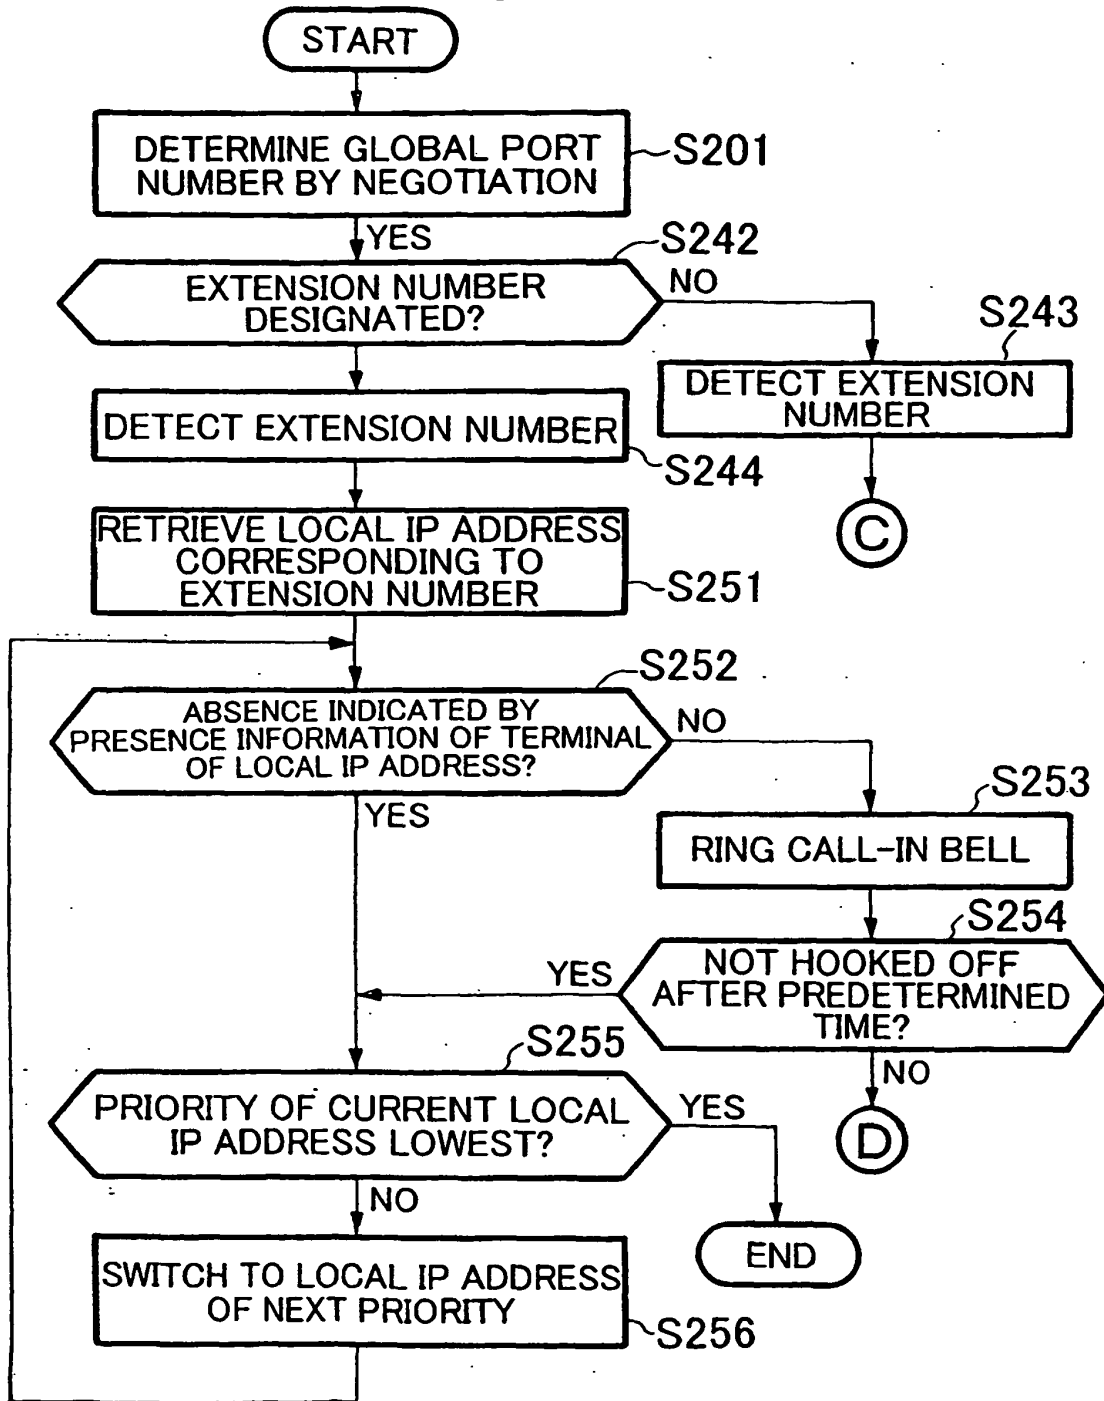 START
DETERMINE GLOBAL PORT
NUMBER BY NEGOTIATION
S201
YES
S242
EXTENSION NUMBER
DESIGNATED?
NO
S243
DETECT EXTENSION
NUMBER
DETECT EXTENSION NUMBER
S244
C
RETRIEVE LOCAL IP ADDRESS
CORRESPONDING TO
EXTENSION NUMBER
S251
S252
ABSENCE INDICATED BY
PRESENCE INFORMATION OF TERMINAL
OF LOCAL IP ADDRESS?
NO
YES
S253
RING CALL-IN BELL
S254
NOT HOOKED OFF
AFTER PREDETERMINED
TIME?
YES
NO
D
S255
PRIORITY OF CURRENT LOCAL
IP ADDRESS LOWEST?
YES
NO
END
SWITCH TO LOCAL IP ADDRESS
OF NEXT PRIORITY
S256